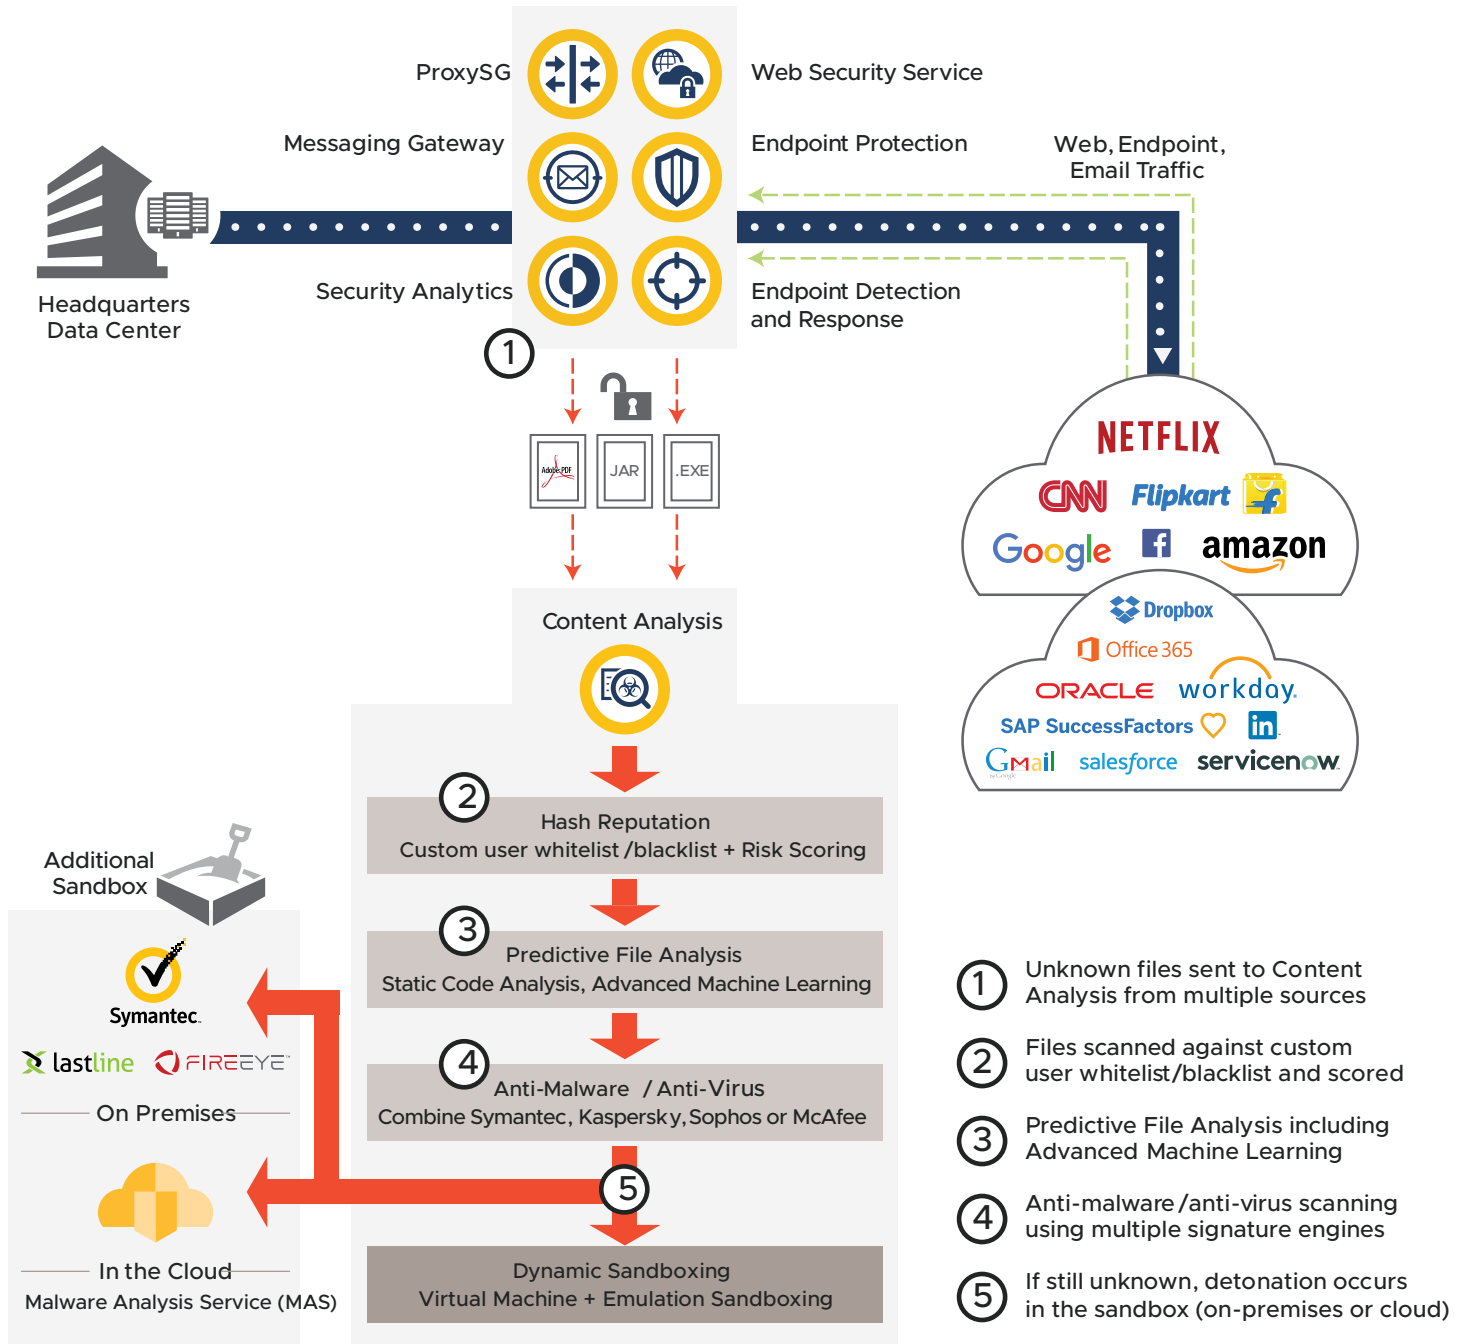 ProxySG
Web Security Service
Messaging Gateway
Endpoint Protection
Web, Endpoint,
Email Traffic
Security Analytics
Endpoint Detection
and Response
Headquarters
Data Center
1
Adobe PDF
JAR
.EXE
NETFLIX
CNN
Flipkart
f
Google
f
amazon
Dropbox
Office 365
ORACLE
workday.
SAP SuccessFactors
in
Gmail
by Google
salesforce
servicenow
Content Analysis
2
Hash Reputation
Custom user whitelist/blacklist + Risk Scoring
3
Predictive File Analysis
Static Code Analysis, Advanced Machine Learning
4
Anti-Malware / Anti-Virus
Combine Symantec, Kaspersky, Sophos or McAfee
5
Dynamic Sandboxing
Virtual Machine + Emulation Sandboxing
Additional
Sandbox
Symantec
lastline
FIREEYE
On Premises
In the Cloud
Malware Analysis Service (MAS)
1
Unknown files sent to Content
Analysis from multiple sources
2
Files scanned against custom
user whitelist/blacklist and scored
3
Predictive File Analysis including
Advanced Machine Learning
4
Anti-malware/anti-virus scanning
using multiple signature engines
5
If still unknown, detonation occurs
in the sandbox (on-premises or cloud)